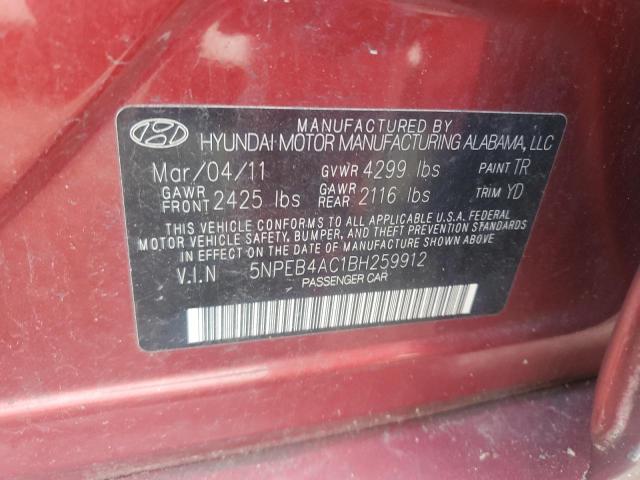 MANUFACTURED BY
HYUNDAI MOTOR MANUFACTURING ALABAMA, LLC
Mar/04/11 GVWR 4299 lbs PAINT TR
GAWR FRONT 2425 lbs GAWR REAR 2116 lbs TRIM YD
THIS VEHICLE CONFORMS TO ALL APPLICABLE U.S.A. FEDERAL
MOTOR VEHICLE SAFETY, BUMPER, AND THEFT PREVENTION STANDARDS
IN EFFECT ON THE DATE OF MANUFACTURE SHOWN ABOVE.
V.I.N 5NPEB4AC1BH259912
PASSENGER CAR